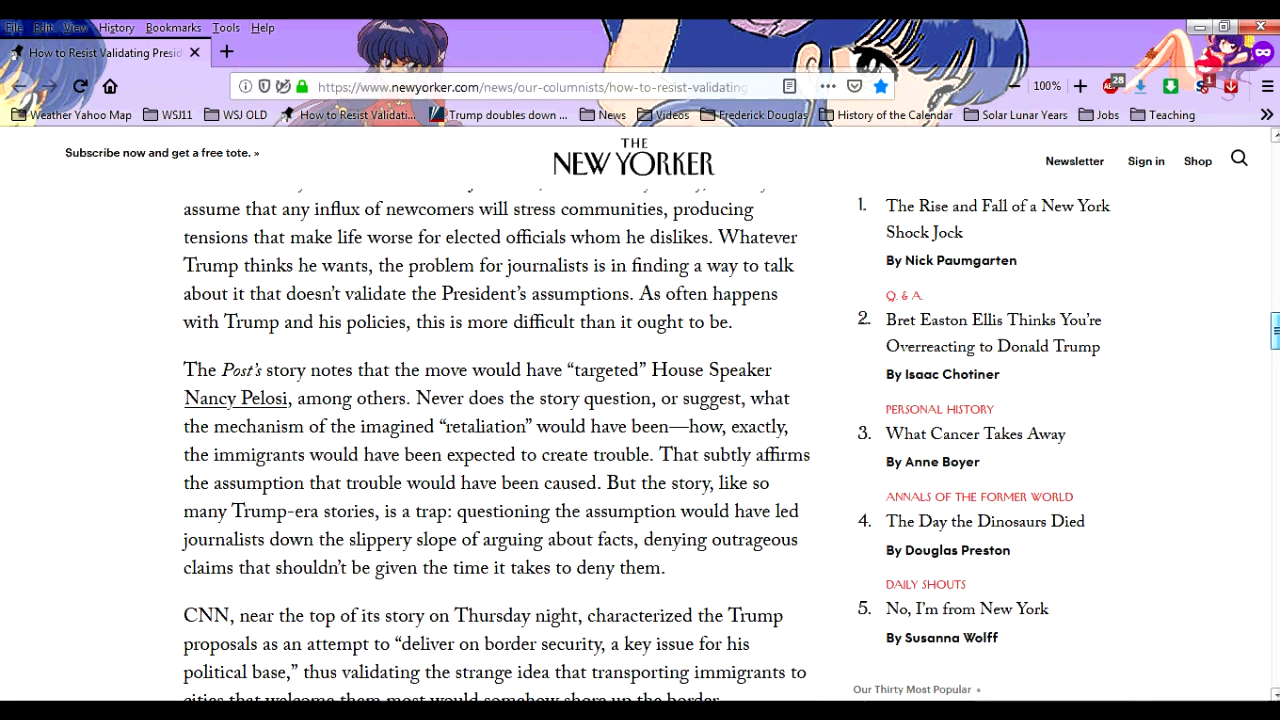 File Edit View History Bookmarks Tools Help
How to Resist Validating Presid
https://www.newyorker.com/news/our-columnists/how-to-resist-validating
100%
28
1
Weather Yahoo Map WSJ11 WSJ OLD How to Resist Validati... Trump doubles down ... News Videos Frederick Douglas History of the Calendar Solar Lunar Years Jobs Teaching
Subscribe now and get a free tote. »
THE
NEW YORKER
Newsletter Sign in Shop
assume that any influx of newcomers will stress communities, producing
tensions that make life worse for elected officials whom he dislikes. Whatever
Trump thinks he wants, the problem for journalists is in finding a way to talk
about it that doesn't validate the President's assumptions. As often happens
with Trump and his policies, this is more difficult than it ought to be.
The Post's story notes that the move would have “targeted” House Speaker
Nancy Pelosi, among others. Never does the story question, or suggest, what
the mechanism of the imagined “retaliation” would have been—how, exactly,
the immigrants would have been expected to create trouble. That subtly affirms
the assumption that trouble would have been caused. But the story, like so
many Trump-era stories, is a trap: questioning the assumption would have led
journalists down the slippery slope of arguing about facts, denying outrageous
claims that shouldn't be given the time it takes to deny them.
CNN, near the top of its story on Thursday night, characterized the Trump
proposals as an attempt to “deliver on border security, a key issue for his
political base,” thus validating the strange idea that transporting immigrants to
cities that welcome them most would somehow shore up the border.
1. The Rise and Fall of a New York
Shock Jock
By Nick Paumgarten
Q. & A.
2. Bret Easton Ellis Thinks You're
Overreacting to Donald Trump
By Isaac Chotiner
PERSONAL HISTORY
3. What Cancer Takes Away
By Anne Boyer
ANNALS OF THE FORMER WORLD
4. The Day the Dinosaurs Died
By Douglas Preston
DAILY SHOUTS
5. No, I'm from New York
By Susanna Wolff
Our Thirty Most Popular »